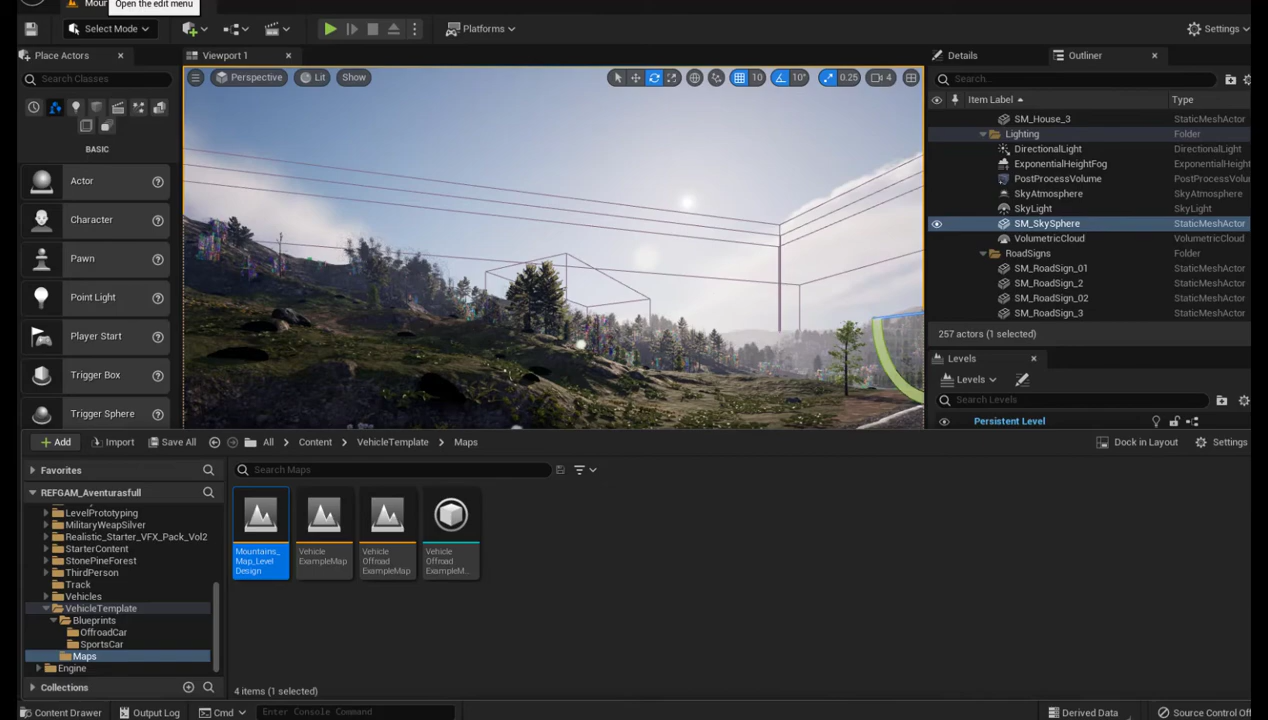 Mour
Open the edit menu
Select Mode
Platforms
Settings
Place Actors
Viewport 1
Details
Outliner
Search Classes
Perspective
Lit
Show
10
10°
0.25
4
Search...
Item Label
Type
SM_House_3
StaticMeshActor
Lighting
Folder
DirectionalLight
DirectionalLight
ExponentialHeightFog
ExponentialHeight
PostProcessVolume
PostProcessVolum
SkyAtmosphere
SkyAtmosphere
SkyLight
SkyLight
SM_SkySphere
StaticMeshActor
VolumetricCloud
VolumetricCloud
RoadSigns
Folder
SM_RoadSign_01
StaticMeshActor
SM_RoadSign_2
StaticMeshActor
SM_RoadSign_02
StaticMeshActor
SM_RoadSign_3
StaticMeshActor
257 actors (1 selected)
BASIC
Actor
Character
Pawn
Point Light
Player Start
Trigger Box
Trigger Sphere
Levels
Levels
Search Levels
Persistent Level
Add
Import
Save All
All
Content
VehicleTemplate
Maps
Dock in Layout
Settings
Favorites
Search Maps
REFGAM_Aventurasfull
LevelPrototyping
MilitaryWeapSilver
Realistic_Starter_VFX_Pack_Vol2
StarterContent
StonePineForest
ThirdPerson
Track
Vehicles
VehicleTemplate
Blueprints
OffroadCar
SportsCar
Maps
Engine
Collections
Mountains_
Map_Level
Design
Vehicle
ExampleMap
Vehicle
Offroad
ExampleMap
Vehicle
Offroad
ExampleM...
4 items (1 selected)
Content Drawer
Output Log
Cmd
Enter Console Command
Derived Data
Source Control Off